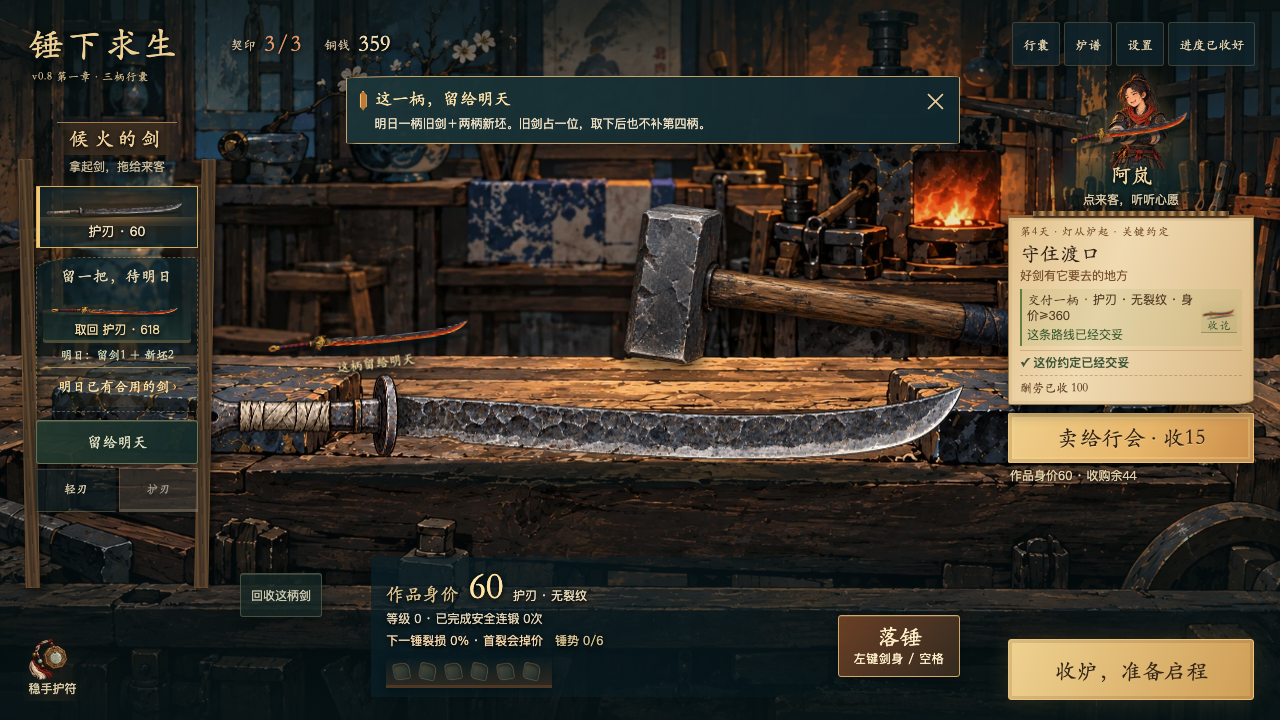 锤下求生
v0.8 第一章 · 三柄行囊
契印 3/3 铜钱 359
行囊
炉谱
设置
进度已收好
这一柄，留给明天
明日一柄旧剑＋两柄新坯。旧剑占一位，取下后也不补第四柄。
候火的剑
拿起剑，拖给来客
护刃 · 60
留一把，待明日
取回 护刃 · 618
明日：留剑1 ＋ 新坯2
明日已有合用的剑›
留给明天
轻刃
护刃
这柄留给明天
阿岚
点来客，听听心愿
第4天 · 灯从炉起 · 关键约定
守住渡口
好剑有它要去的地方
交付一柄 · 护刃 · 无裂纹 · 身
价≥360
这条路线已经交妥
收讫
✓ 这份约定已经交妥
酬劳已收 100
卖给行会 · 收15
作品身价60 · 收购余44
回收这柄剑
作品身价 60 护刃 · 无裂纹
等级 0 · 已完成安全连锻 0次
下一锤裂损 0% · 首裂会掉价 锤势 0/6
落锤
左键剑身 / 空格
收炉，准备启程
稳手护符